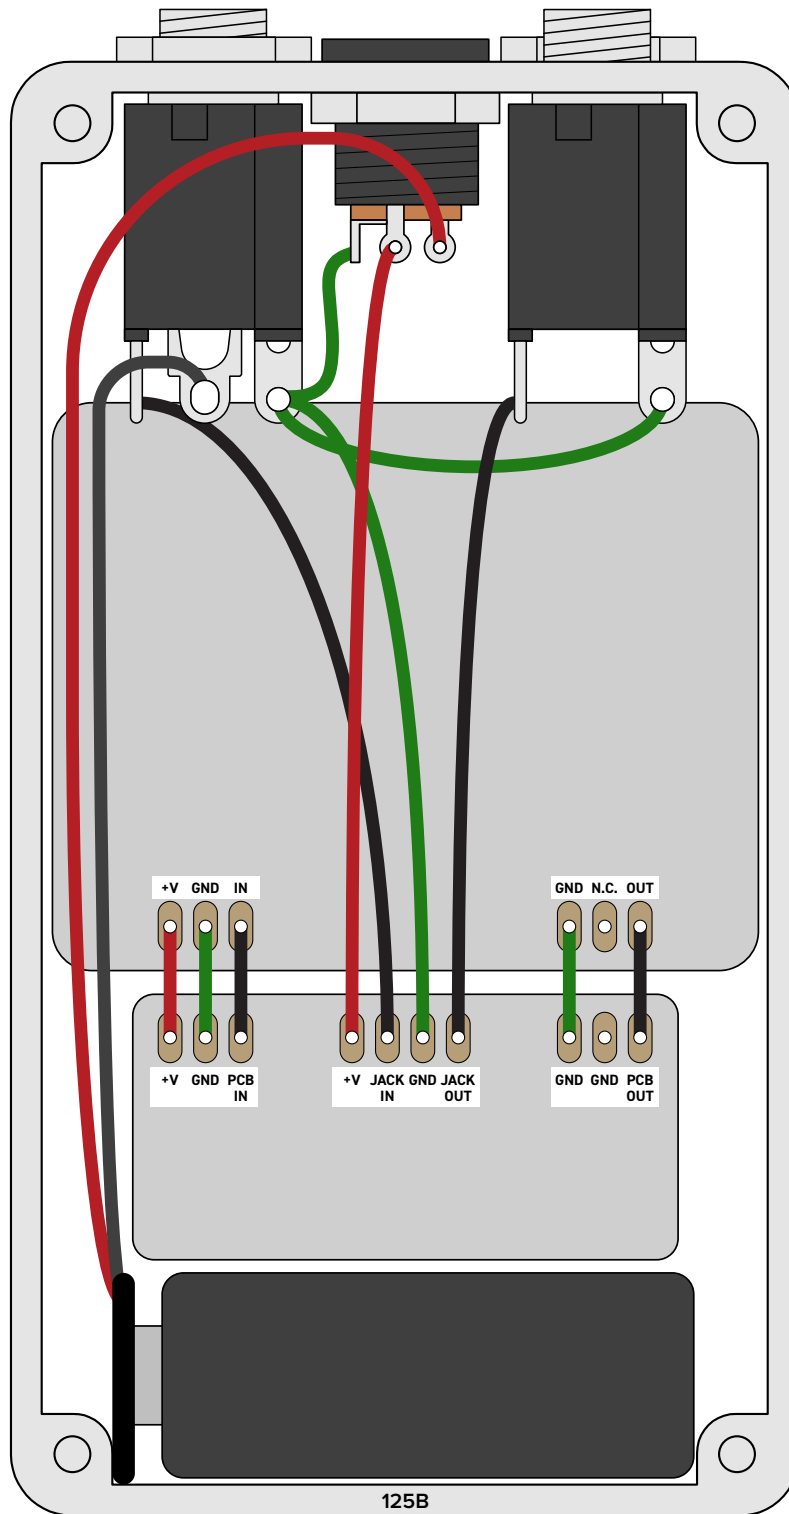 +V GND IN
GND N.C. OUT
+V GND PCB IN
+V JACK IN GND JACK OUT
GND GND PCB OUT
125B